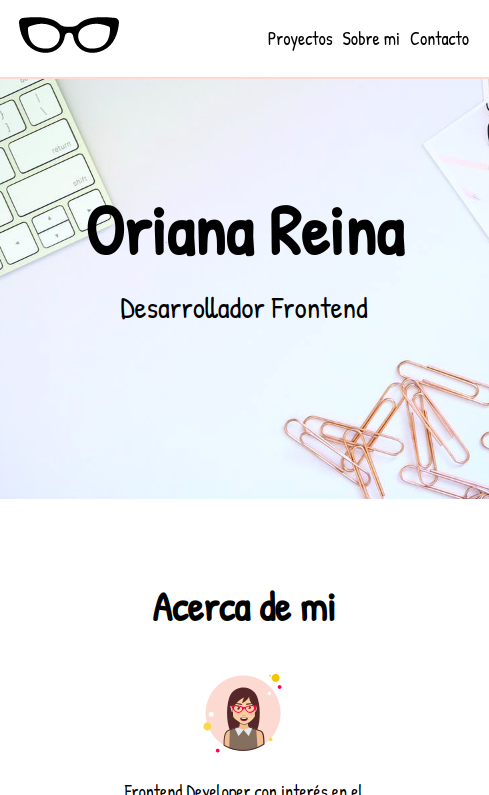 Proyectos Sobre mi Contacto
return
shift
Oriana Reina
Desarrollador Frontend
Acerca de mi
Frontend Developer con interés en el